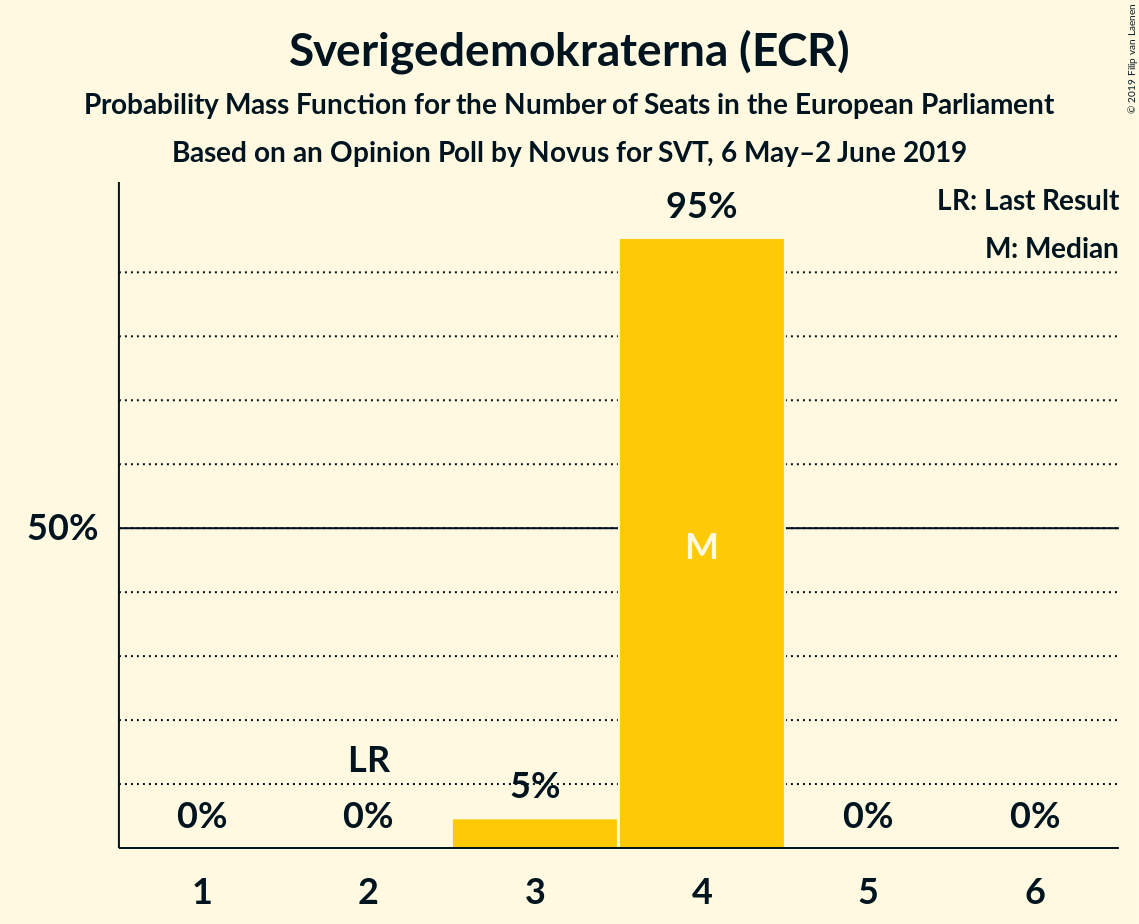 Sverigedemokraterna (ECR)
Probability Mass Function for the Number of Seats in the European Parliament
Based on an Opinion Poll by Novus for SVT, 6 May–2 June 2019
© 2019 Filip van Laenen
LR: Last Result
M: Median
95%
50%
M
LR
5%
0% 0% 0% 0%
1 2 3 4 5 6